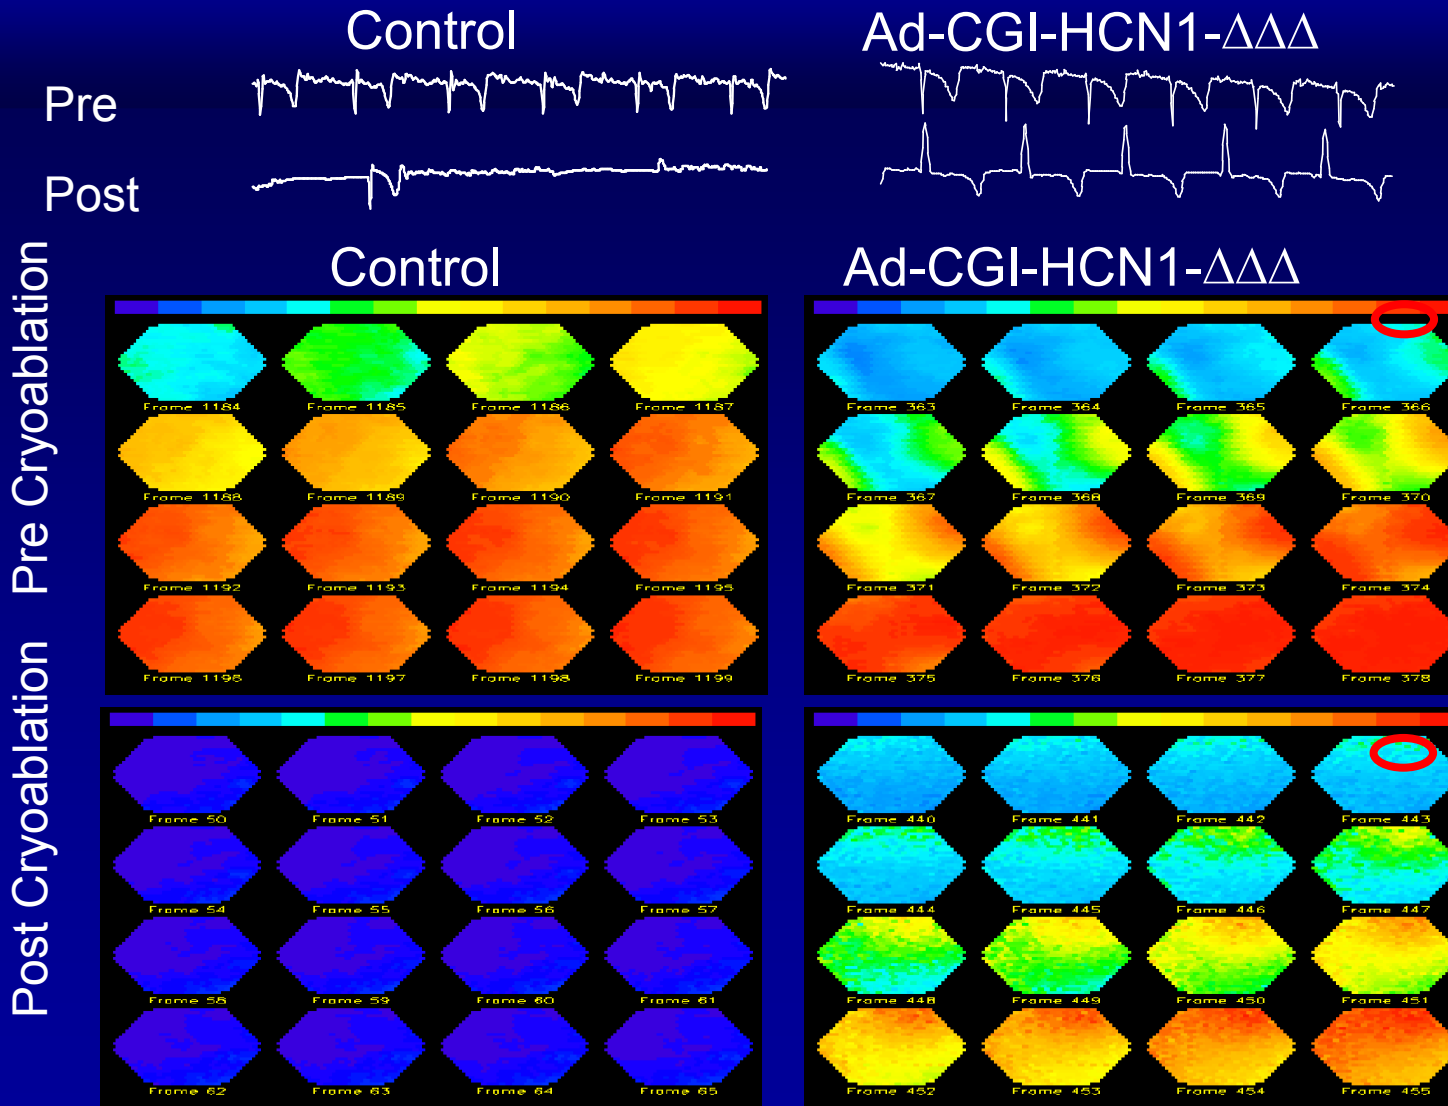 Control Ad-CGI-HCN1-ΔΔΔ
Pre
Post
Control Ad-CGI-HCN1-ΔΔΔ
Pre Cryoablation
Frame 1184 Frame 1185 Frame 1186 Frame 1187
Frame 1188 Frame 1189 Frame 1190 Frame 1191
Frame 1192 Frame 1193 Frame 1194 Frame 1195
Frame 1196 Frame 1197 Frame 1198 Frame 1199
Frame 363 Frame 364 Frame 365 Frame 366
Frame 367 Frame 368 Frame 369 Frame 370
Frame 371 Frame 372 Frame 373 Frame 374
Frame 375 Frame 376 Frame 377 Frame 378
Post Cryoablation
Frame 50 Frame 51 Frame 52 Frame 53
Frame 54 Frame 55 Frame 56 Frame 57
Frame 58 Frame 59 Frame 60 Frame 61
Frame 62 Frame 63 Frame 64 Frame 65
Frame 440 Frame 441 Frame 442 Frame 443
Frame 444 Frame 445 Frame 446 Frame 447
Frame 448 Frame 449 Frame 450 Frame 451
Frame 452 Frame 453 Frame 454 Frame 455